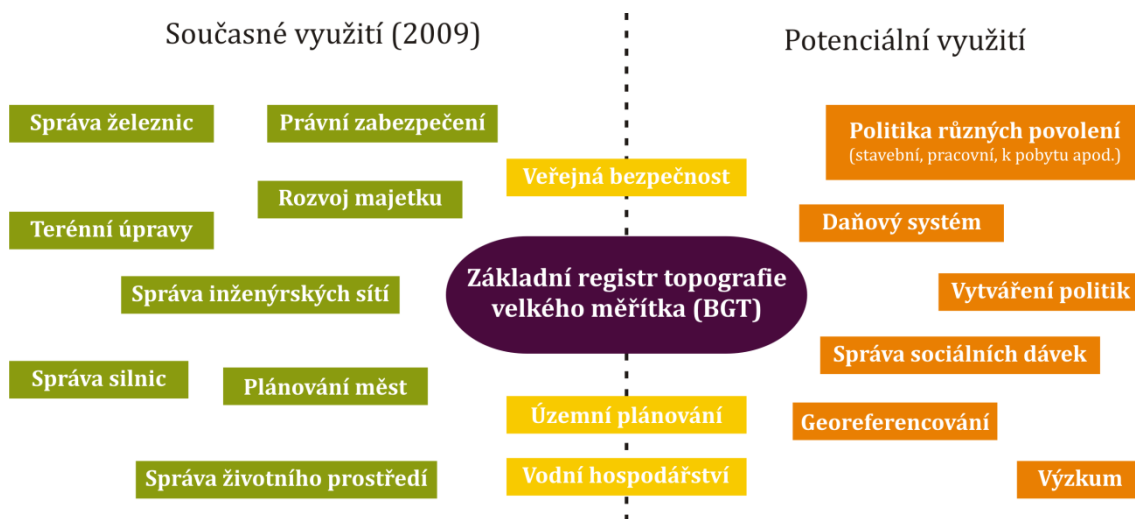 Současné využití (2009)
Potenciální využití
Správa železnic
Právní zabezpečení
Politika různých povolení
(stavební, pracovní, k pobytu apod.)
Veřejná bezpečnost
Rozvoj majetku
Terénní úpravy
Daňový systém
Základní registr topografie
velkého měřítka (BGT)
Správa inženýrských sítí
Vytváření politik
Správa sociálních dávek
Správa silnic
Plánování měst
Územní plánování
Georeferencování
Správa životního prostředí
Vodní hospodářství
Výzkum